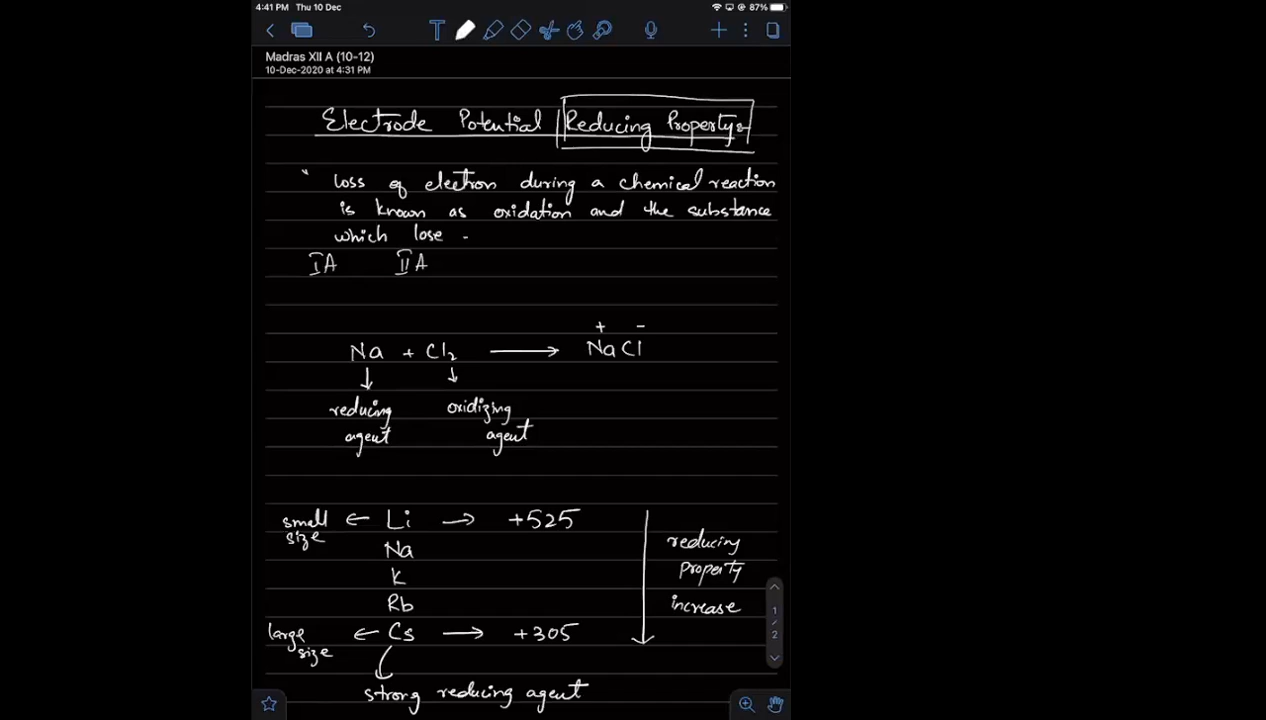 4:41 PM Thu 10 Dec
87%
Madras XII A (10-12)
10-Dec-2020 at 4:31 PM
Electrode Potential | Reducing Property:-
loss of electron during a chemical reaction
is known as oxidation and the substance
which lose -
IA IIA
+ -
Na + Cl2 → NaCl
↓ ↓
reducing oxidizing
agent agent
small size ← Li → +525
Na
K
Rb
large size ← Cs → +305
reducing
property
increase
strong reducing agent
1
/
2